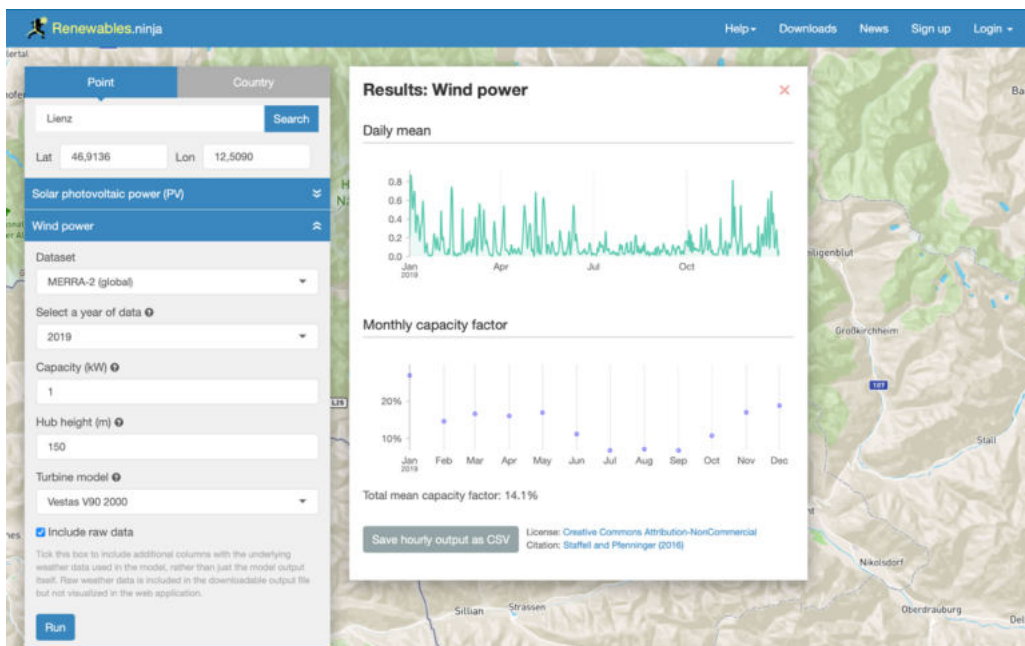 Renewables.ninja
Help
Downloads
News
Sign up
Login
Point
Country
Lienz
Search
Lat 46,9136 Lon 12,5090
Solar photovoltaic power (PV)
Wind power
Dataset
MERRA-2 (global)
Select a year of data
2019
Capacity (kW)
1
Hub height (m)
150
Turbine model
Vestas V90 2000
Include raw data
Tick this box to include additional columns with the underlying
weather data used in the model, rather than just the model output
itself. Raw weather data is included in the downloadable output file
but not visualized in the web application.
Run
Results: Wind power
Daily mean
0.8
0.6
0.4
0.2
0.0
Jan Apr Jul Oct
2019
Monthly capacity factor
20%
10%
Jan Feb Mar Apr May Jun Jul Aug Sep Oct Nov Dec
2019
Total mean capacity factor: 14.1%
Save hourly output as CSV
License: Creative Commons Attribution-NonCommercial
Citation: Staffell and Pfenninger (2016)
Großkirchheim
107
Stall
L25
Nikolsdorf
Oberdrauburg
Sillian
Strassen